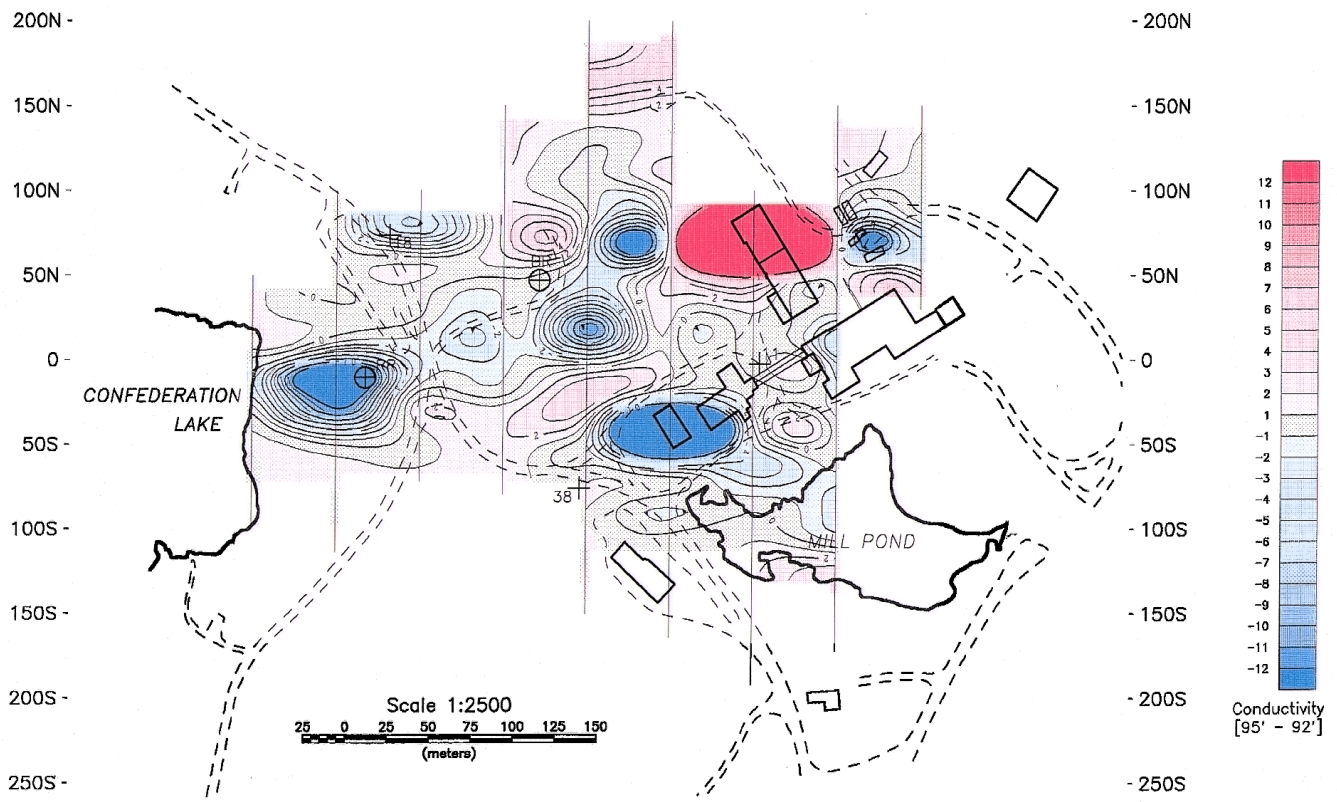 200N - - 200N
150N - - 150N
100N - - 100N
50N - - 50N
0 - - 0
CONFEDERATION
LAKE
50S - - 50S
38
100S - - 100S
MILL POND
150S - - 150S
200S - - 200S
250S - - 250S
Scale 1:2500
25 0 25 50 75 100 125 150
(meters)
12
11
10
9
8
7
6
5
4
3
2
1
-1
-2
-3
-4
-5
-6
-7
-8
-9
-10
-11
-12
Conductivity
[95' - 92']